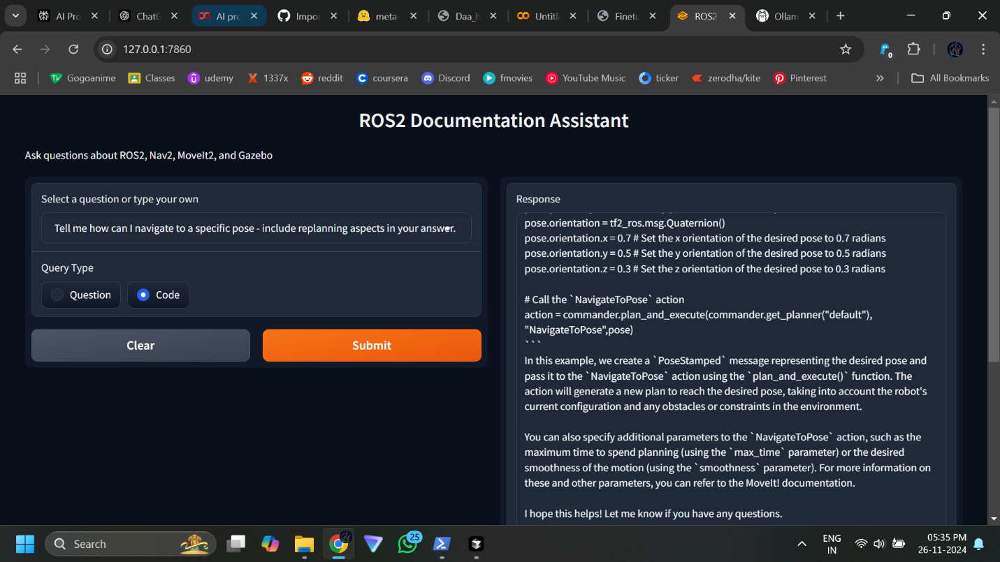 AI Pro
ChatG
AI pro
Impor
meta-
Daa_h
Untitl
Finetu
ROS2
Ollam
127.0.0.1:7860
0
Gogoanime
Classes
udemy
1337x
reddit
coursera
Discord
fmovies
YouTube Music
ticker
zerodha/kite
Pinterest
»
All Bookmarks
ROS2 Documentation Assistant
Ask questions about ROS2, Nav2, MoveIt2, and Gazebo
Select a question or type your own
Tell me how can I navigate to a specific pose - include replanning aspects in your answer.
Query Type
Question
Code
Clear
Submit
Response
pose.orientation = tf2_ros.msg.Quaternion()
pose.orientation.x = 0.7 # Set the x orientation of the desired pose to 0.7 radians
pose.orientation.y = 0.5 # Set the y orientation of the desired pose to 0.5 radians
pose.orientation.z = 0.3 # Set the z orientation of the desired pose to 0.3 radians
# Call the `NavigateToPose` action
action = commander.plan_and_execute(commander.get_planner("default"),
"NavigateToPose",pose)
```
In this example, we create a `PoseStamped` message representing the desired pose and
pass it to the `NavigateToPose` action using the `plan_and_execute()` function. The
action will generate a new plan to reach the desired pose, taking into account the robot's
current configuration and any obstacles or constraints in the environment.
You can also specify additional parameters to the `NavigateToPose` action, such as the
maximum time to spend planning (using the `max_time` parameter) or the desired
smoothness of the motion (using the `smoothness` parameter). For more information on
these and other parameters, you can refer to the MoveIt! documentation.
I hope this helps! Let me know if you have any questions.
Search
25
ENG
IN
05:35 PM
26-11-2024